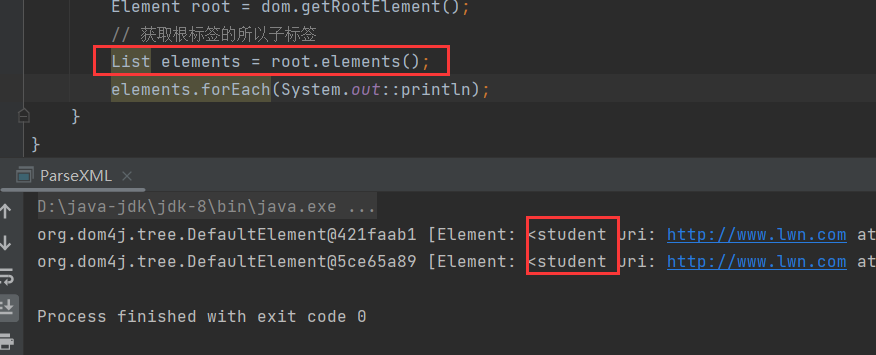 Element root = dom.getRootElement();
// 获取根标签的所以子标签
List elements = root.elements();
elements.forEach(System.out::println);
}
}
ParseXML ×
D:\java-jdk\jdk-8\bin\java.exe ...
org.dom4j.tree.DefaultElement@421faab1 [Element: <student uri: http://www.lwn.com at
org.dom4j.tree.DefaultElement@5ce65a89 [Element: <student uri: http://www.lwn.com at
Process finished with exit code 0